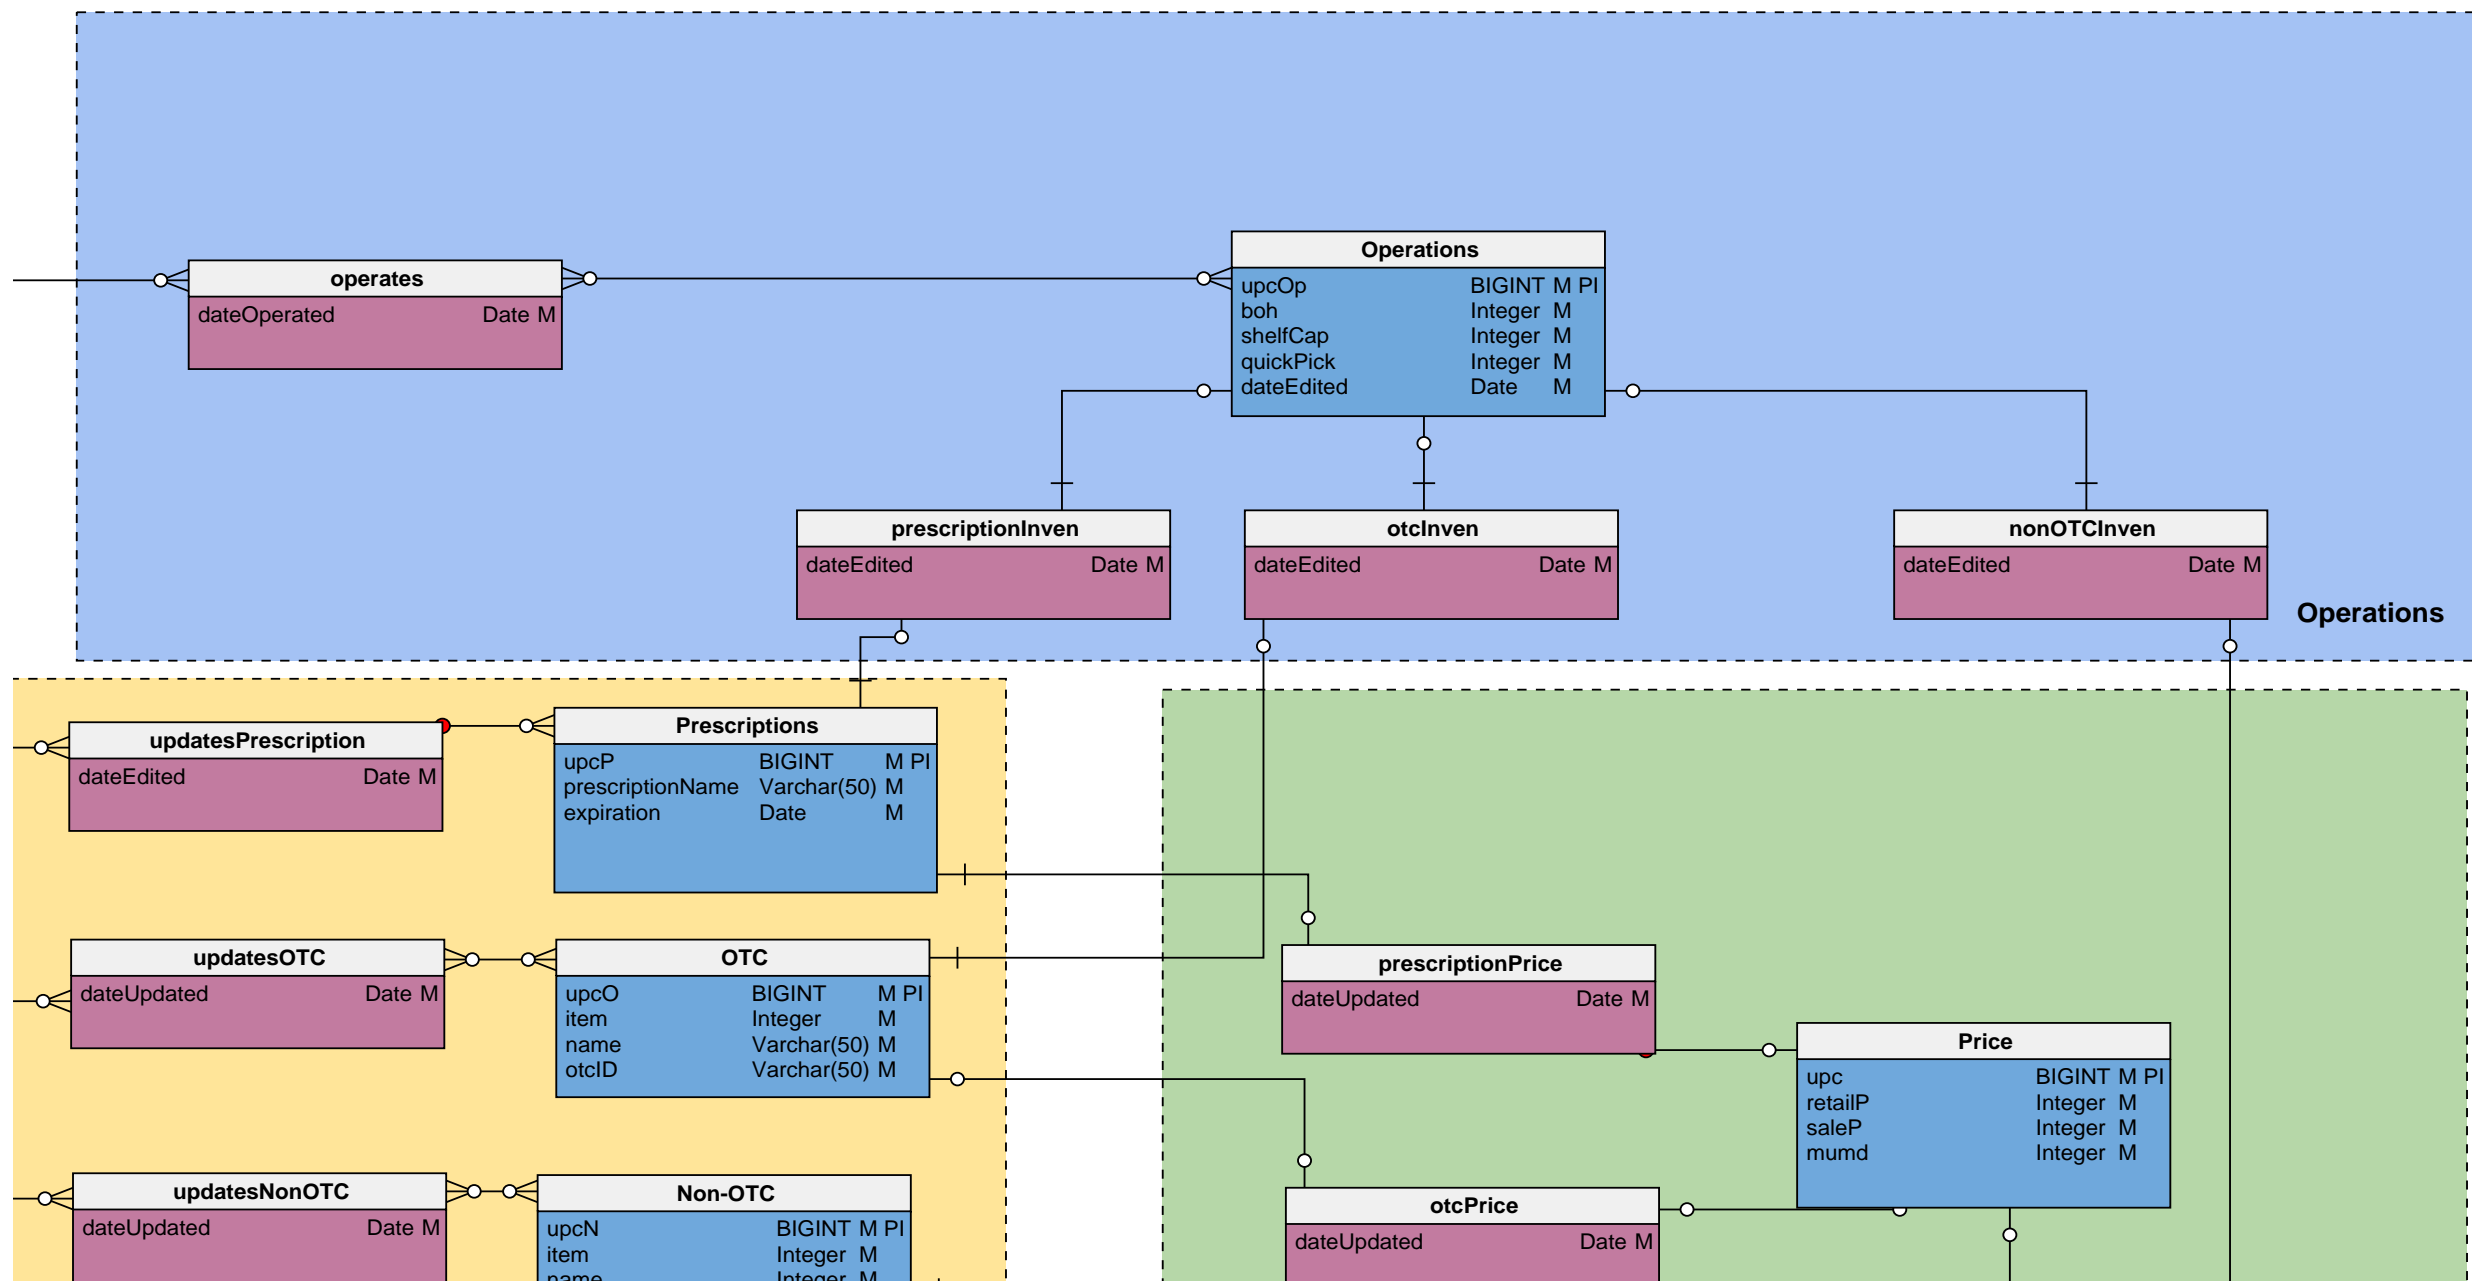 Operations
upcOp BIGINT M PI
boh Integer M
shelfCap Integer M
quickPick Integer M
dateEdited Date M
operates
dateOperated Date M
prescriptionInven
dateEdited Date M
otcInven
dateEdited Date M
nonOTCInven
dateEdited Date M
Operations
updatesPrescription
dateEdited Date M
Prescriptions
upcP BIGINT M PI
prescriptionName Varchar(50) M
expiration Date M
updatesOTC
dateUpdated Date M
OTC
upcO BIGINT M PI
item Integer M
name Varchar(50) M
otcID Varchar(50) M
prescriptionPrice
dateUpdated Date M
Price
upc BIGINT M PI
retailP Integer M
saleP Integer M
mumd Integer M
updatesNonOTC
dateUpdated Date M
Non-OTC
upcN BIGINT M PI
item Integer M
name Integer M
otcPrice
dateUpdated Date M